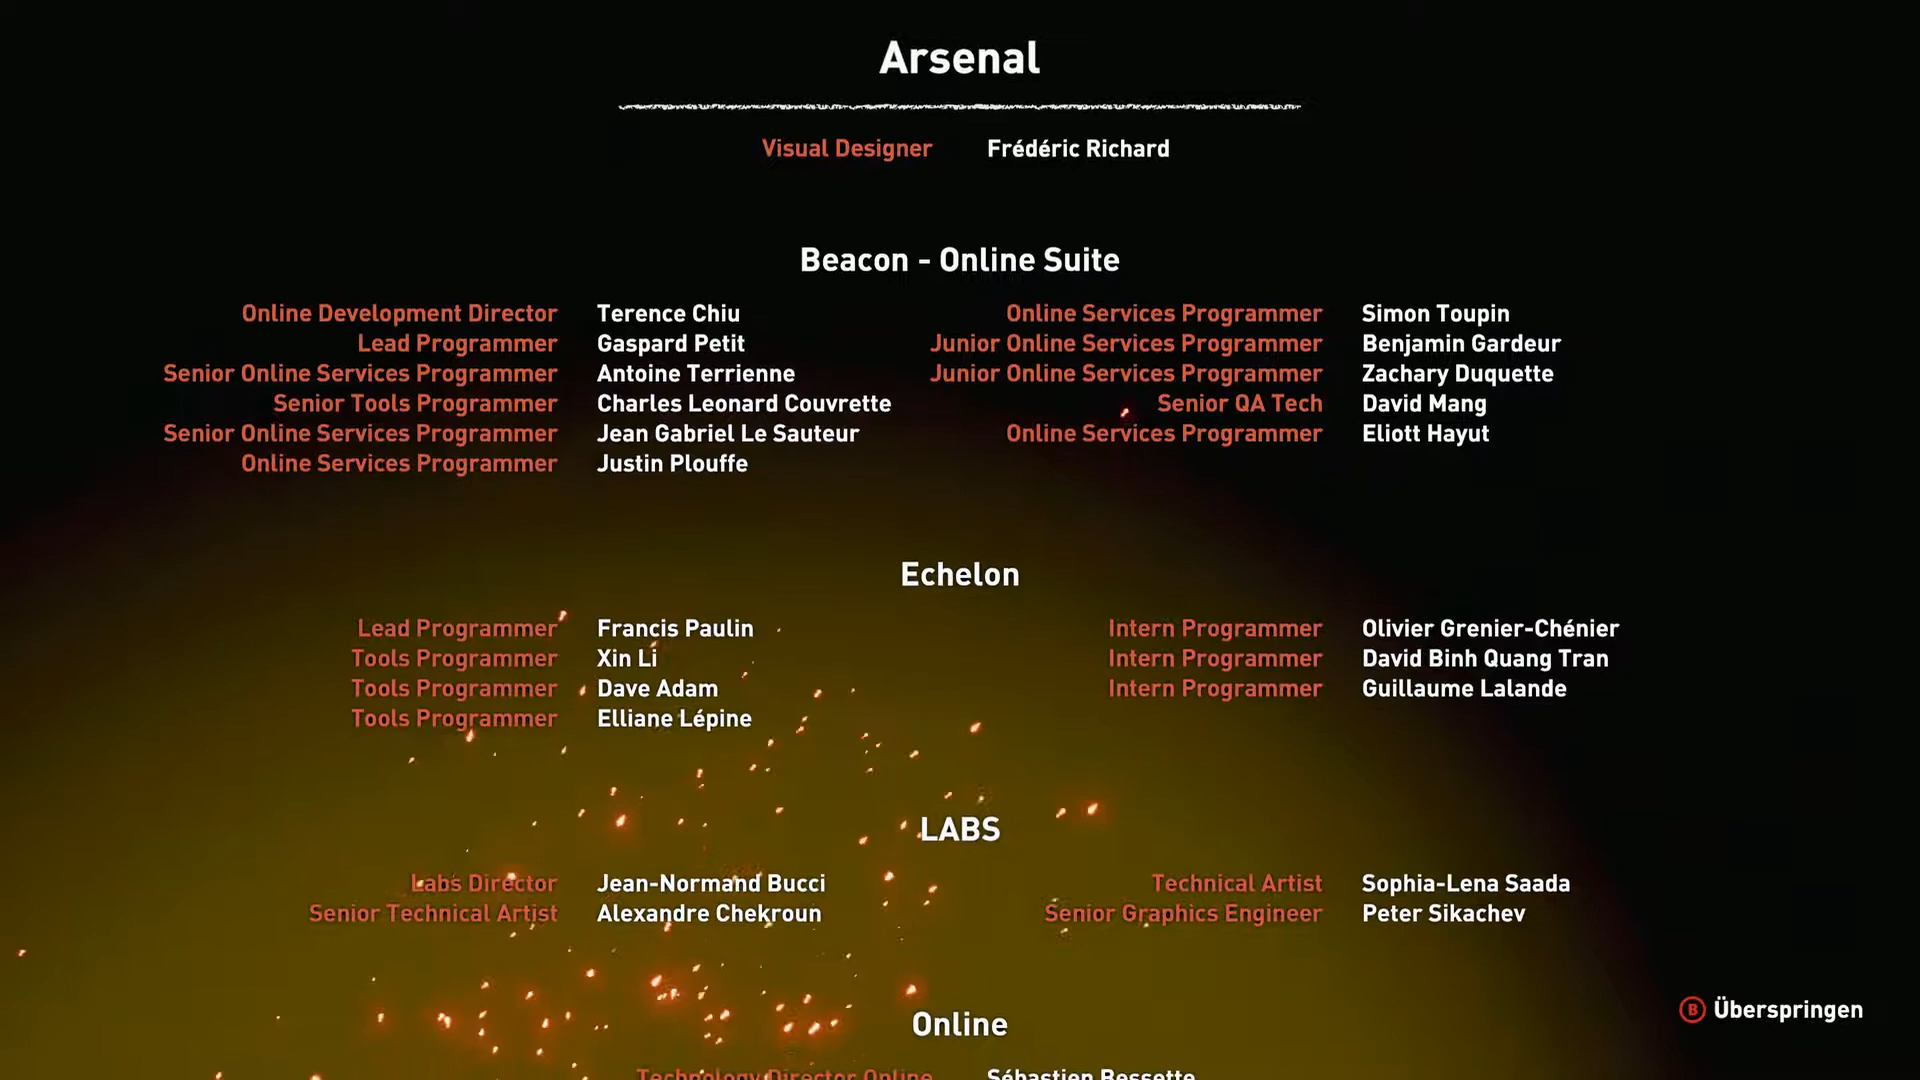 Arsenal
Visual Designer Frédéric Richard
Beacon - Online Suite
Online Development Director Terence Chiu
Lead Programmer Gaspard Petit
Senior Online Services Programmer Antoine Terrienne
Senior Tools Programmer Charles Leonard Couvrette
Senior Online Services Programmer Jean Gabriel Le Sauteur
Online Services Programmer Justin Plouffe
Online Services Programmer Simon Toupin
Junior Online Services Programmer Benjamin Gardeur
Junior Online Services Programmer Zachary Duquette
Senior QA Tech David Mang
Online Services Programmer Eliott Hayut
Echelon
Lead Programmer Francis Paulin
Tools Programmer Xin Li
Tools Programmer Dave Adam
Tools Programmer Elliane Lépine
Intern Programmer Olivier Grenier-Chénier
Intern Programmer David Binh Quang Tran
Intern Programmer Guillaume Lalande
LABS
Labs Director Jean-Normand Bucci
Senior Technical Artist Alexandre Chekroun
Technical Artist Sophia-Lena Saada
Senior Graphics Engineer Peter Sikachev
Online
Technology Director Online Sébastien Bessette
B Überspringen